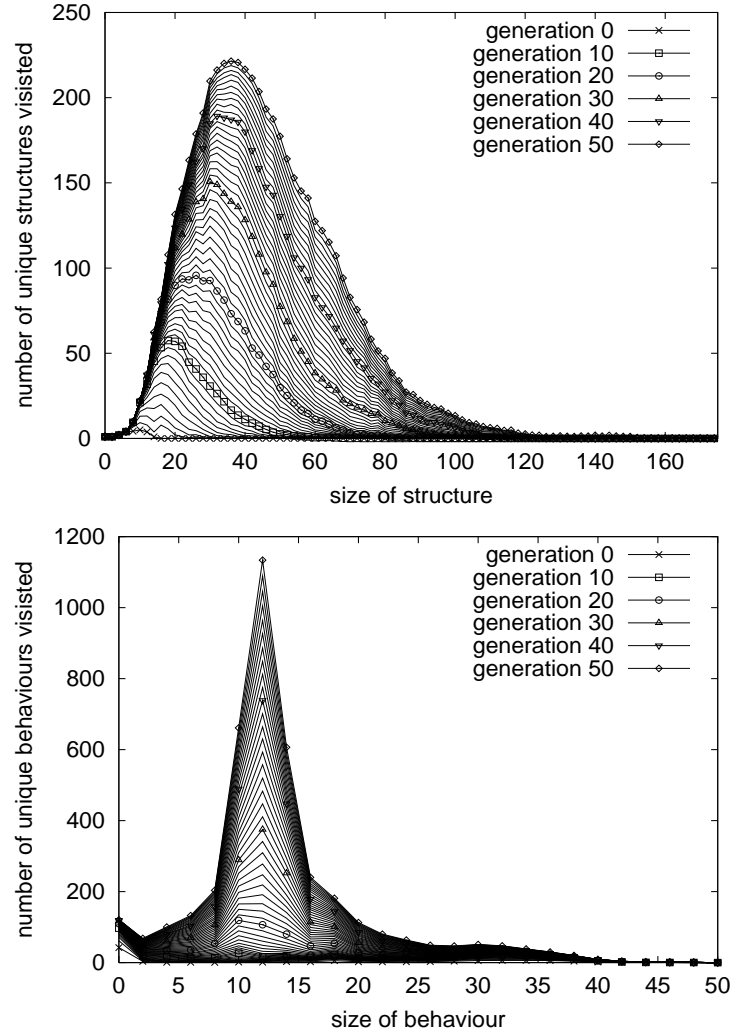 250
200
150
100
50
0
number of unique structures visisted
generation 0
generation 10
generation 20
generation 30
generation 40
generation 50
0 20 40 60 80 100 120 140 160
size of structure
1200
1000
800
600
400
200
0
number of unique behaviours visisted
generation 0
generation 10
generation 20
generation 30
generation 40
generation 50
0 5 10 15 20 25 30 35 40 45 50
size of behaviour